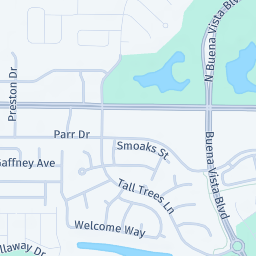 N Buena Vista Blv
Preston Dr
Parr Dr
Smoaks St.
Gaffney Ave
Buena Vista Blvd
Tall Trees Ln
Welcome Way
llaway Dr